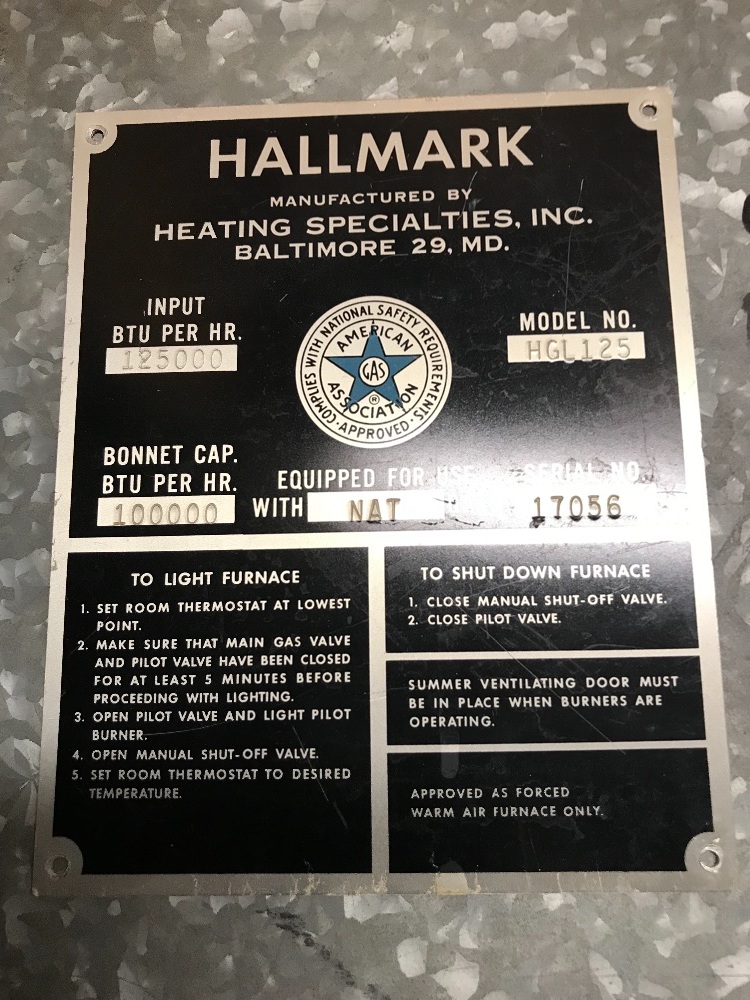 HALLMARK
MANUFACTURED BY
HEATING SPECIALTIES, INC.
BALTIMORE 29, MD.
INPUT
BTU PER HR.
125000
COMPLIES WITH NATIONAL SAFETY REQUIREMENTS
AMERICAN
GAS
®
ASSOCIATION
· APPROVED ·
MODEL NO.
HGL125
BONNET CAP.
BTU PER HR.
100000
EQUIPPED FOR USE
WITH NAT
SERIAL NO.
17056
TO LIGHT FURNACE
1. SET ROOM THERMOSTAT AT LOWEST
POINT.
2. MAKE SURE THAT MAIN GAS VALVE
AND PILOT VALVE HAVE BEEN CLOSED
FOR AT LEAST 5 MINUTES BEFORE
PROCEEDING WITH LIGHTING.
3. OPEN PILOT VALVE AND LIGHT PILOT
BURNER.
4. OPEN MANUAL SHUT-OFF VALVE.
5. SET ROOM THERMOSTAT TO DESIRED
TEMPERATURE.
TO SHUT DOWN FURNACE
1. CLOSE MANUAL SHUT-OFF VALVE.
2. CLOSE PILOT VALVE.
SUMMER VENTILATING DOOR MUST
BE IN PLACE WHEN BURNERS ARE
OPERATING.
APPROVED AS FORCED
WARM AIR FURNACE ONLY.